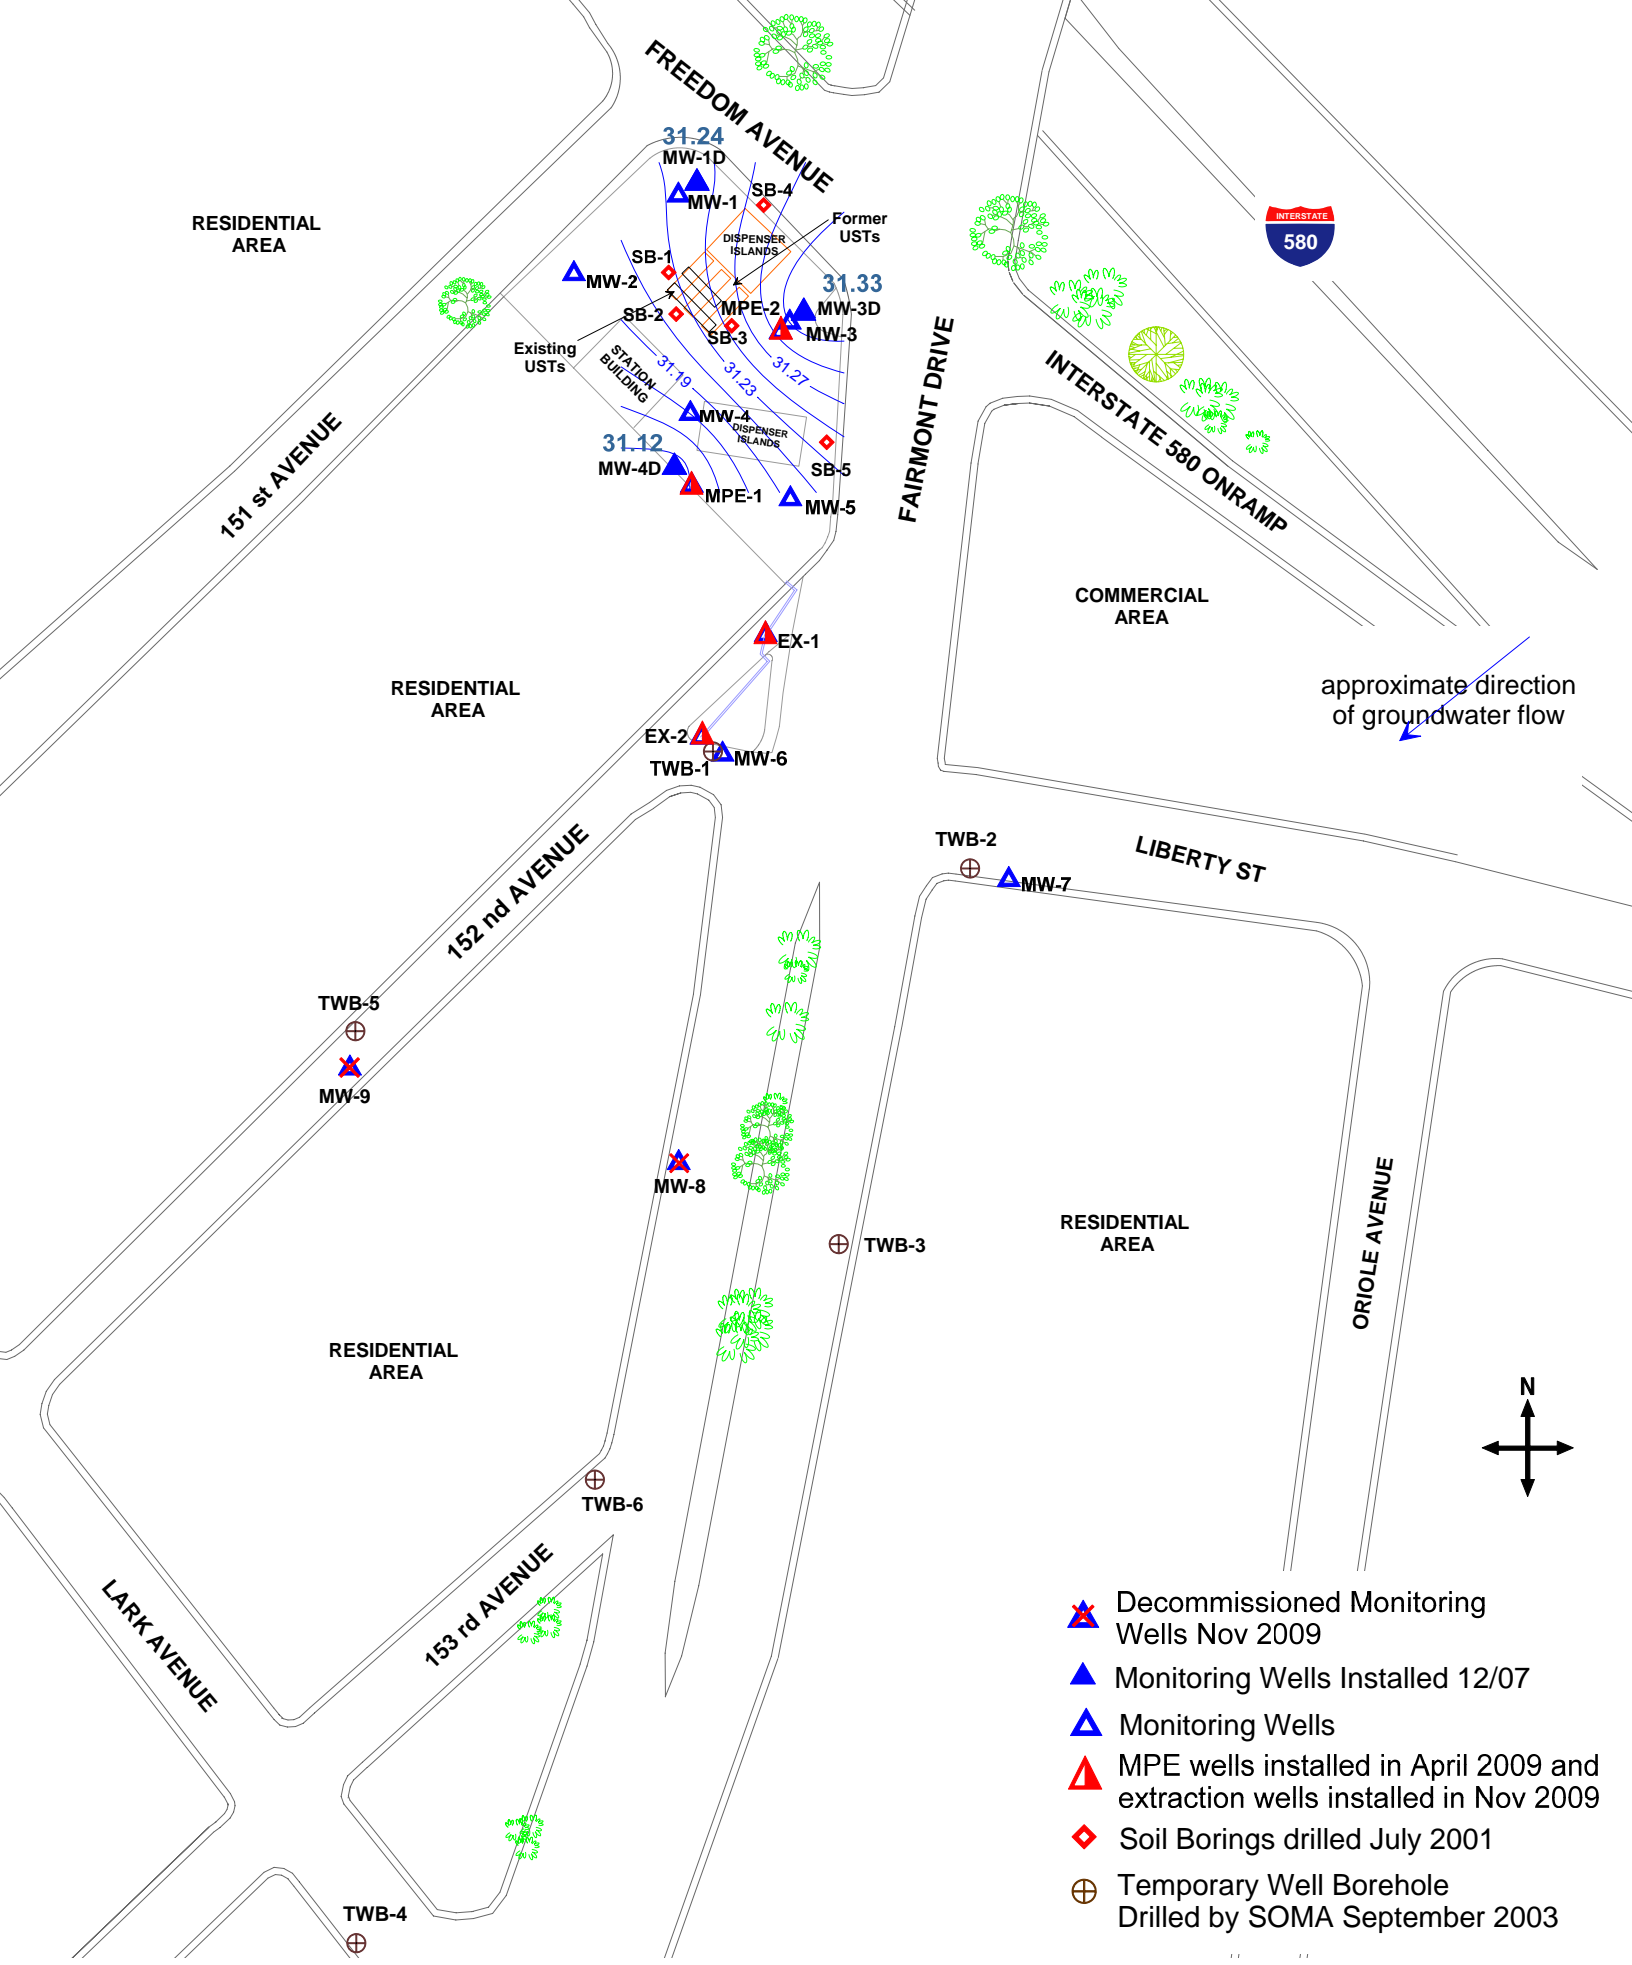 FREEDOM AVENUE
31.24
MW-1D
MW-1
SB-4
RESIDENTIAL
AREA
Former
USTs
DISPENSER
ISLANDS
INTERSTATE
580
SB-1
MW-2
31.33
MW-3D
MPE-2
SB-2
MW-3
SB-3
Existing
USTs
STATION
BUILDING
31.19
31.23
31.27
FAIRMONT DRIVE
INTERSTATE 580 ONRAMP
MW-4
DISPENSER
ISLANDS
31.12
MW-4D
SB-5
MPE-1
MW-5
151 st AVENUE
COMMERCIAL
AREA
EX-1
RESIDENTIAL
AREA
approximate direction
of groundwater flow
EX-2
MW-6
TWB-1
TWB-2
LIBERTY ST
MW-7
152 nd AVENUE
TWB-5
MW-9
MW-8
TWB-3
RESIDENTIAL
AREA
ORIOLE AVENUE
RESIDENTIAL
AREA
N
TWB-6
153 rd AVENUE
LARK AVENUE
TWB-4
Decommissioned Monitoring
Wells Nov 2009
Monitoring Wells Installed 12/07
Monitoring Wells
MPE wells installed in April 2009 and
extraction wells installed in Nov 2009
Soil Borings drilled July 2001
Temporary Well Borehole
Drilled by SOMA September 2003